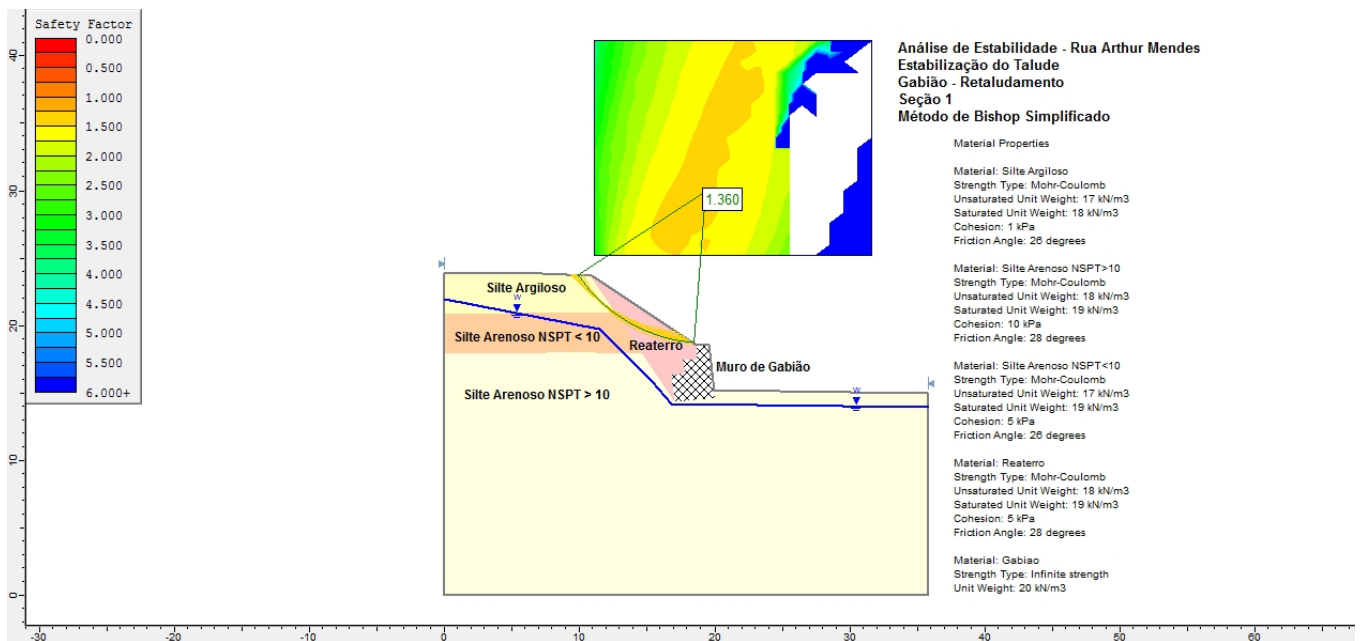 Safety Factor
0.000
0.500
1.000
1.500
2.000
2.500
3.000
3.500
4.000
4.500
5.000
5.500
6.000+
40
30
20
10
0
-30
-20
-10
0
10
20
30
40
50
60
1.360
Análise de Estabilidade - Rua Arthur Mendes
Estabilização do Talude
Gabião - Retaludamento
Seção 1
Método de Bishop Simplificado
Material Properties
Material: Silte Argiloso
Strength Type: Mohr-Coulomb
Unsaturated Unit Weight: 17 kN/m3
Saturated Unit Weight: 18 kN/m3
Cohesion: 1 kPa
Friction Angle: 26 degrees
Material: Silte Arenoso NSPT>10
Strength Type: Mohr-Coulomb
Unsaturated Unit Weight: 18 kN/m3
Saturated Unit Weight: 19 kN/m3
Cohesion: 10 kPa
Friction Angle: 28 degrees
Material: Silte Arenoso NSPT<10
Strength Type: Mohr-Coulomb
Unsaturated Unit Weight: 17 kN/m3
Saturated Unit Weight: 19 kN/m3
Cohesion: 5 kPa
Friction Angle: 26 degrees
Material: Reaterro
Strength Type: Mohr-Coulomb
Unsaturated Unit Weight: 18 kN/m3
Saturated Unit Weight: 19 kN/m3
Cohesion: 5 kPa
Friction Angle: 28 degrees
Material: Gabiao
Strength Type: Infinite strength
Unit Weight: 20 kN/m3
Silte Argiloso
W
Silte Arenoso NSPT < 10
Reaterro
Muro de Gabião
Silte Arenoso NSPT > 10
W